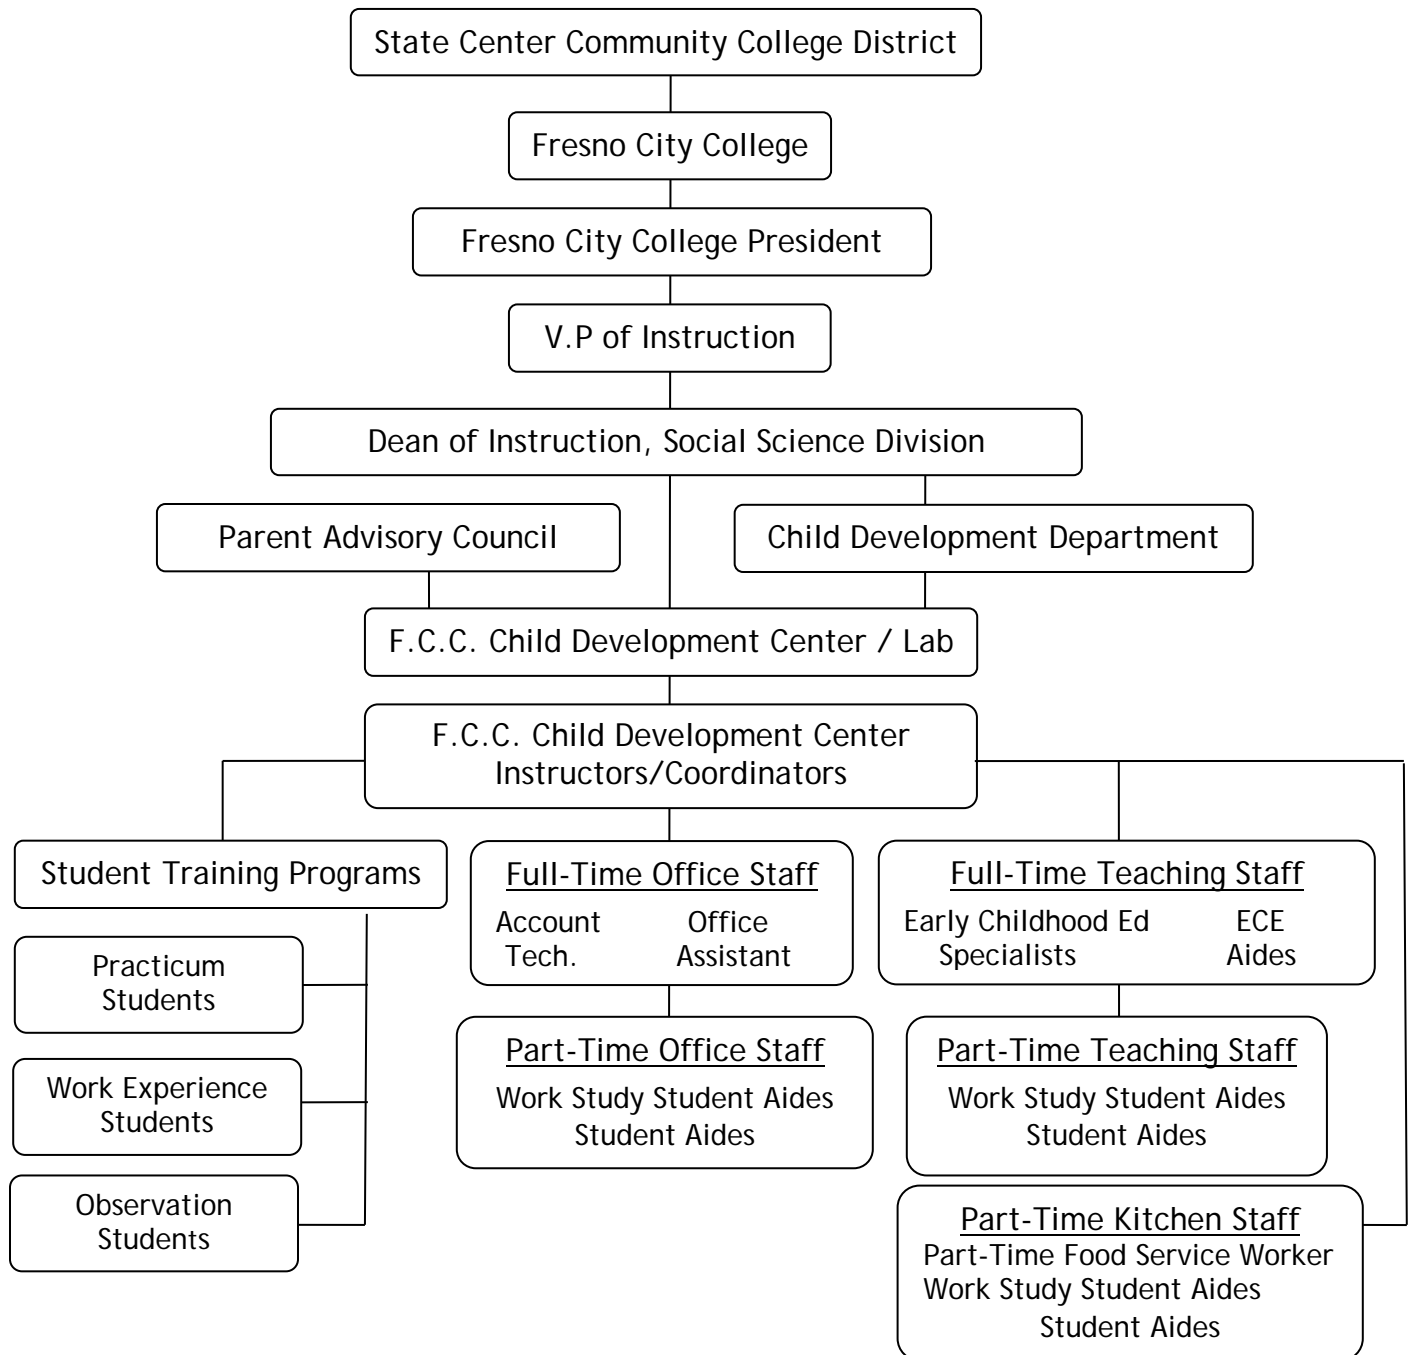 State Center Community College District
Fresno City College
Fresno City College President
V.P of Instruction
Dean of Instruction, Social Science Division
Parent Advisory Council
Child Development Department
F.C.C. Child Development Center / Lab
F.C.C. Child Development Center
Instructors/Coordinators
Student Training Programs
Practicum
Students
Work Experience
Students
Observation
Students
Full-Time Office Staff
Account
Tech.
Office
Assistant
Part-Time Office Staff
Work Study Student Aides
Student Aides
Full-Time Teaching Staff
Early Childhood Ed
Specialists
ECE
Aides
Part-Time Teaching Staff
Work Study Student Aides
Student Aides
Part-Time Kitchen Staff
Part-Time Food Service Worker
Work Study Student Aides
Student Aides